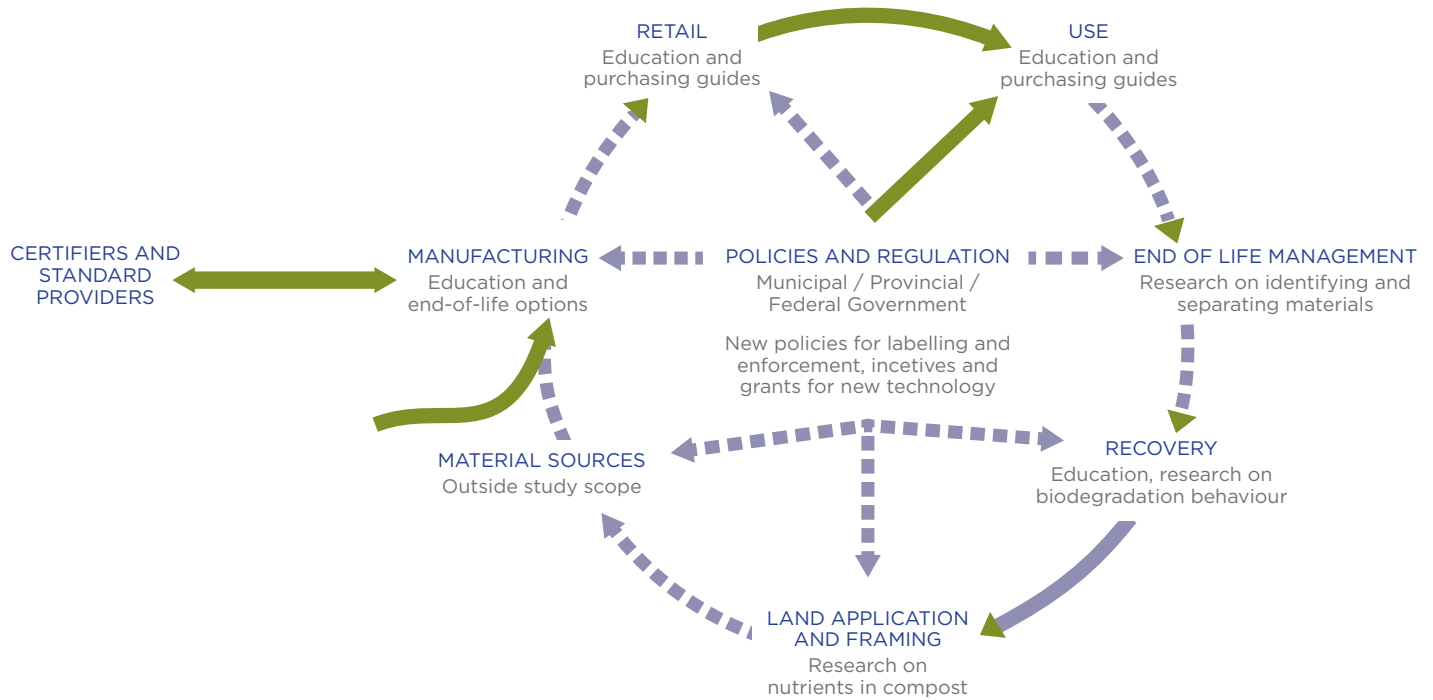 RETAIL
Education and
purchasing guides
USE
Education and
purchasing guides
CERTIFIERS AND
STANDARD
PROVIDERS
MANUFACTURING
Education and
end-of-life options
POLICIES AND REGULATION
Municipal / Provincial /
Federal Government
New policies for labelling and
enforcement, incetives and
grants for new technology
END OF LIFE MANAGEMENT
Research on identifying and
separating materials
MATERIAL SOURCES
Outside study scope
RECOVERY
Education, research on
biodegradation behaviour
LAND APPLICATION
AND FRAMING
Research on
nutrients in compost